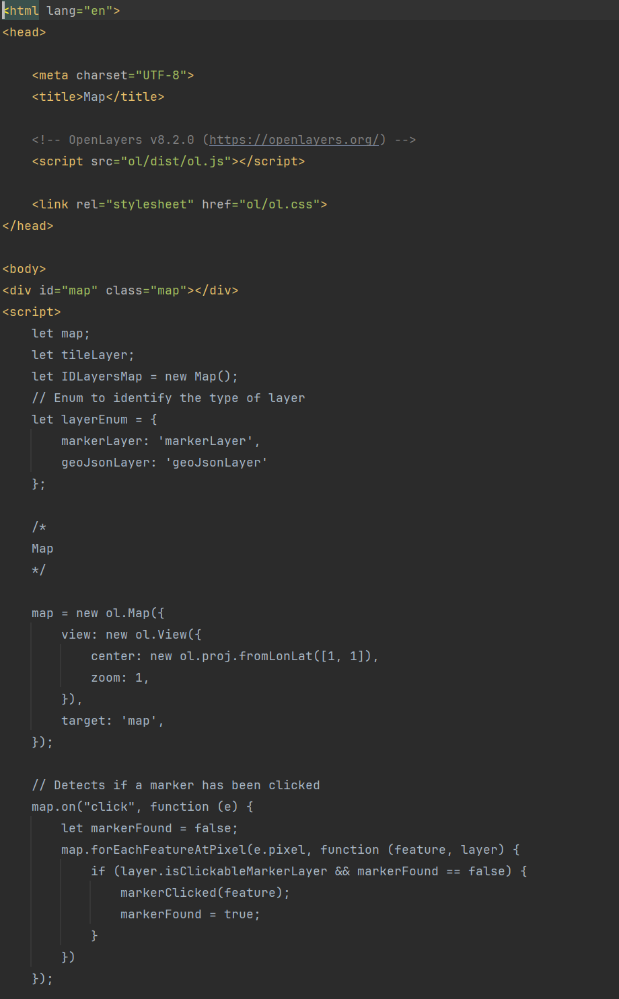 <html lang="en">
<head>
<meta charset="UTF-8">
<title>Map</title>
<!-- OpenLayers v8.2.0 (https://openlayers.org/) -->
<script src="ol/dist/ol.js"></script>
<link rel="stylesheet" href="ol/ol.css">
</head>
<body>
<div id="map" class="map"></div>
<script>
    let map;
    let tileLayer;
    let IDLayersMap = new Map();
    // Enum to identify the type of layer
    let layerEnum = {
        markerLayer: 'markerLayer',
        geoJsonLayer: 'geoJsonLayer'
    };
    /*
    Map
    */
    map = new ol.Map({
        view: new ol.View({
            center: new ol.proj.fromLonLat([1, 1]),
            zoom: 1,
        }),
        target: 'map',
    });
    // Detects if a marker has been clicked
    map.on("click", function (e) {
        let markerFound = false;
        map.forEachFeatureAtPixel(e.pixel, function (feature, layer) {
            if (layer.isClickableMarkerLayer && markerFound == false) {
                markerClicked(feature);
                markerFound = true;
            }
        })
    });